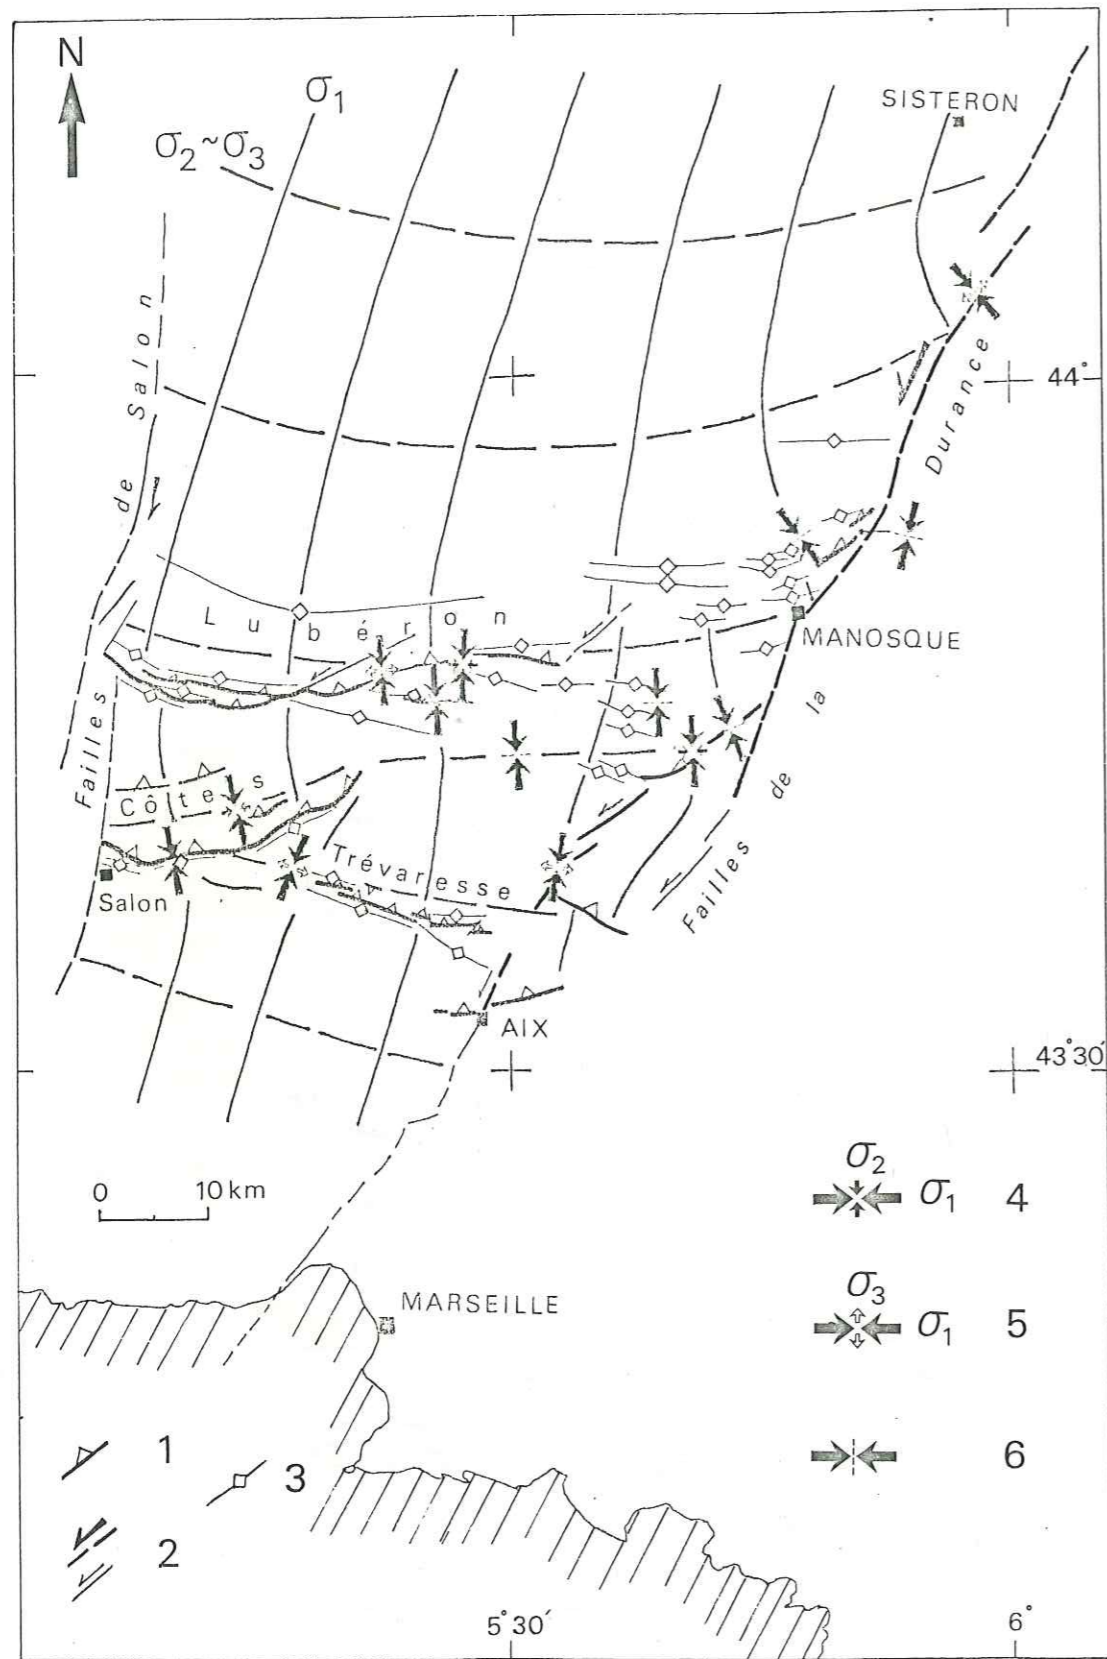 N
σ1
SISTERON
σ2~σ3
Failles de Salon
44°
Durance
Lubéron
MANOSQUE
Côtes
Trévaresse
Salon
Failles de la
AIX
43°30′
0 10 km
σ2
σ1 4
MARSEILLE
σ3
σ1 5
1
3
6
2
5°30′
6°